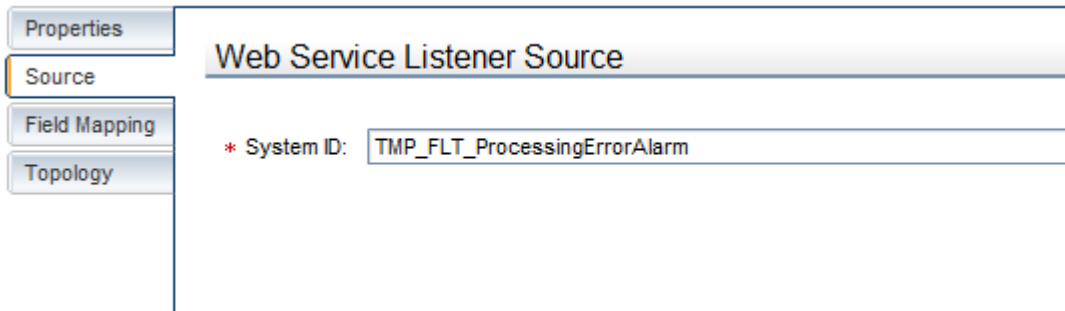 Properties
Source
Field Mapping
Topology
Web Service Listener Source
* System ID: TMP_FLT_ProcessingErrorAlarm